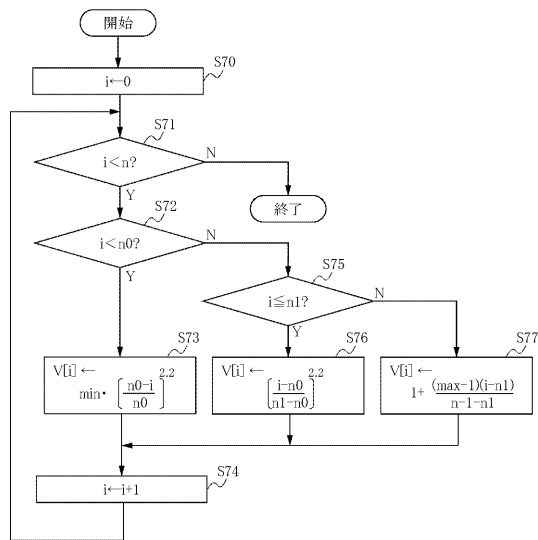 開始
S70
i←0
S71
i<n?
N
Y
終了
S72
i<n0?
N
Y
S75
i≦n1?
N
Y
S73
V[i] ←
min・ [ n0-i / n0 ] 2.2
S76
V[i] ←
[ i-n0 / n1-n0 ] 2.2
S77
V[i] ←
1+ (max-1)(i-n1) / n-1-n1
S74
i←i+1